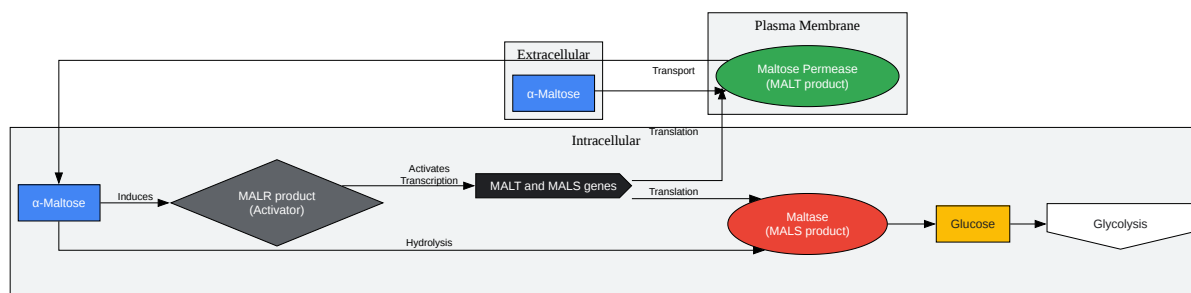 Plasma Membrane
Extracellular
Maltose Permease
(MALT product)
Transport
α-Maltose
Translation
Intracellular
α-Maltose
Induces
MALR product
(Activator)
Activates
Transcription
MALT and MALS genes
Translation
Maltase
(MALS product)
Glucose
Glycolysis
Hydrolysis